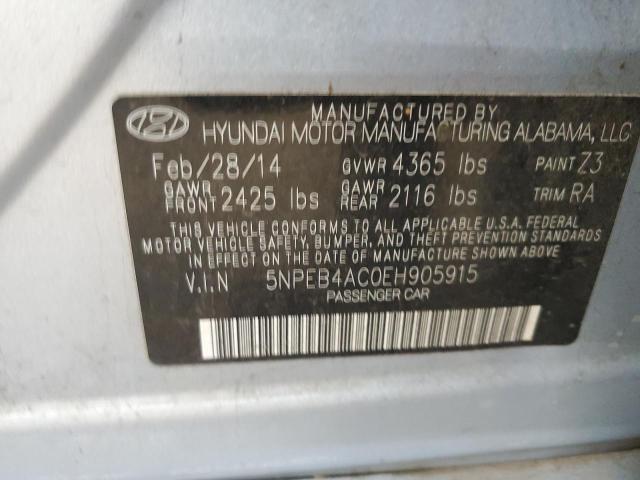 MANUFACTURED BY
HYUNDAI MOTOR MANUFACTURING ALABAMA, LLC
Feb/28/14 GVWR 4365 lbs PAINT Z3
GAWR FRONT 2425 lbs GAWR REAR 2116 lbs TRIM RA
THIS VEHICLE CONFORMS TO ALL APPLICABLE U.S.A. FEDERAL
MOTOR VEHICLE SAFETY, BUMPER, AND THEFT PREVENTION STANDARDS
IN EFFECT ON THE DATE OF MANUFACTURE SHOWN ABOVE
V.I.N 5NPEB4AC0EH905915
PASSENGER CAR